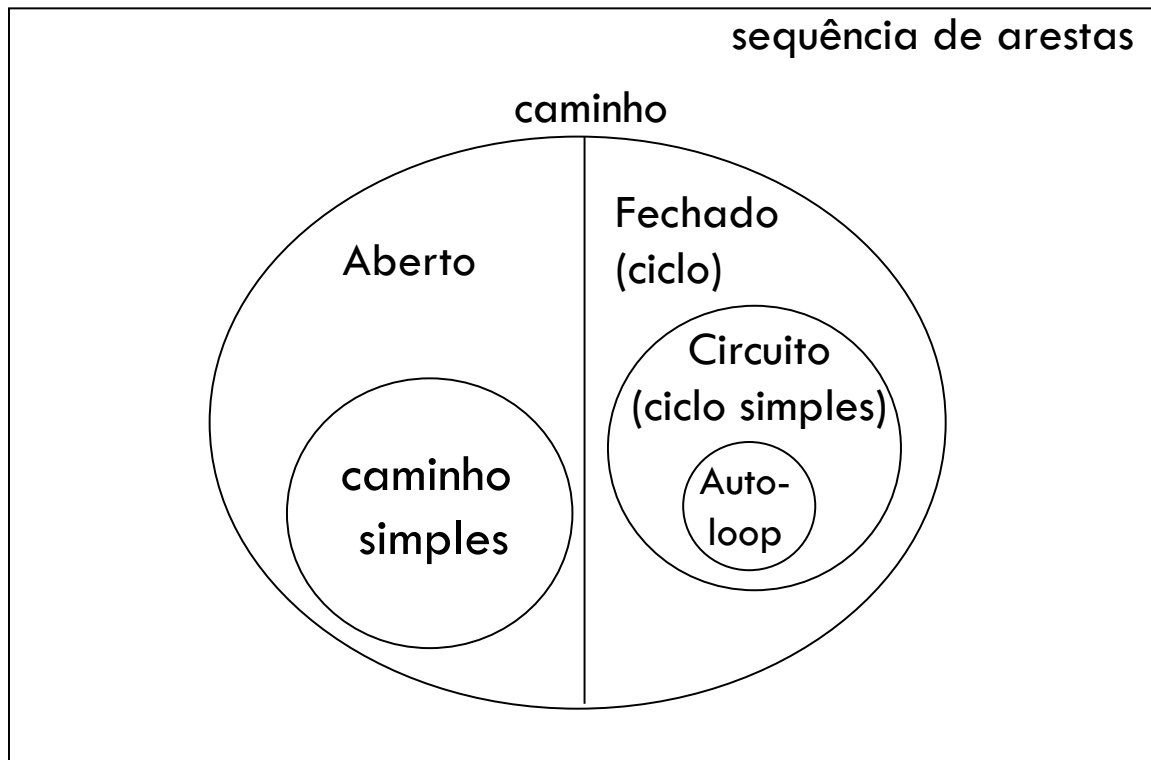 sequência de arestas
caminho
Aberto
Fechado
(ciclo)
Circuito
(ciclo simples)
Auto-
loop
caminho
simples